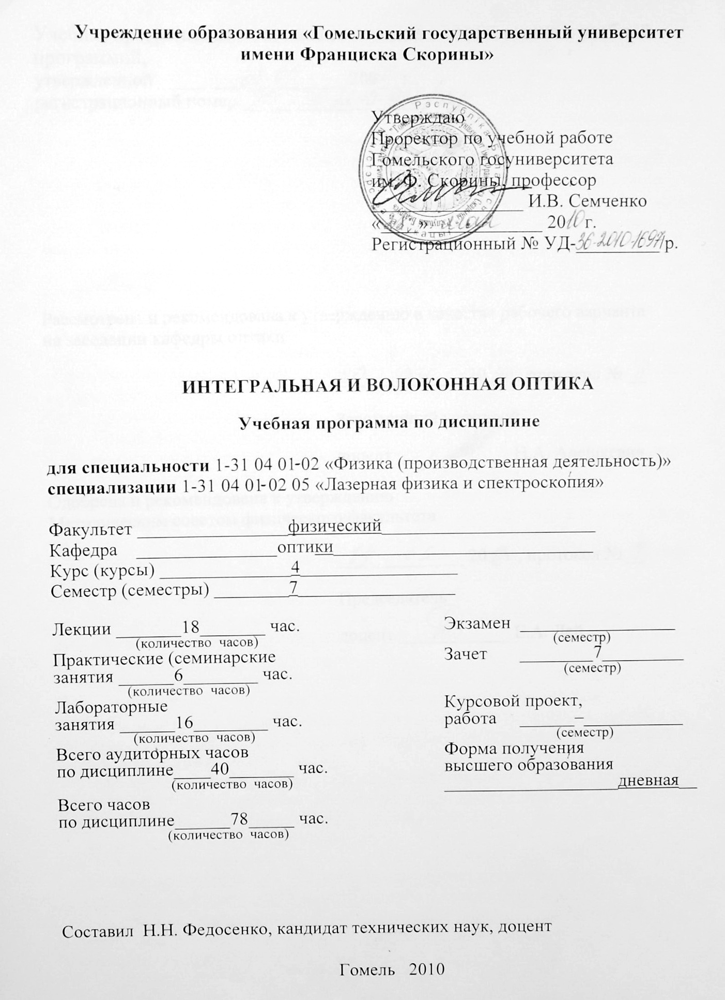 Учреждение образования «Гомельский государственный университет
имени Франциска Скорины»
Утверждаю
Проректор по учебной работе
Гомельского госуниверситета
им. Ф. Скорины, профессор
И.В. Семченко
« » мая 2010 г.
Регистрационный № УД-36-2010-1697/р.
ИНТЕГРАЛЬНАЯ И ВОЛОКОННАЯ ОПТИКА
Учебная программа по дисциплине
для специальности 1-31 04 01-02 «Физика (производственная деятельность)»
специализации 1-31 04 01-02 05 «Лазерная физика и спектроскопия»
Факультет физический
Кафедра оптики
Курс (курсы) 4
Семестр (семестры) 7
Лекции 18 час.
(количество часов)
Практические (семинарские
занятия 6 час.
(количество часов)
Лабораторные
занятия 16 час.
(количество часов)
Всего аудиторных часов
по дисциплине 40 час.
(количество часов)
Всего часов
по дисциплине 78 час.
(количество часов)
Экзамен
(семестр)
Зачет 7
(семестр)
Курсовой проект,
работа –
(семестр)
Форма получения
высшего образования
дневная
Составил Н.Н. Федосенко, кандидат технических наук, доцент
Гомель 2010